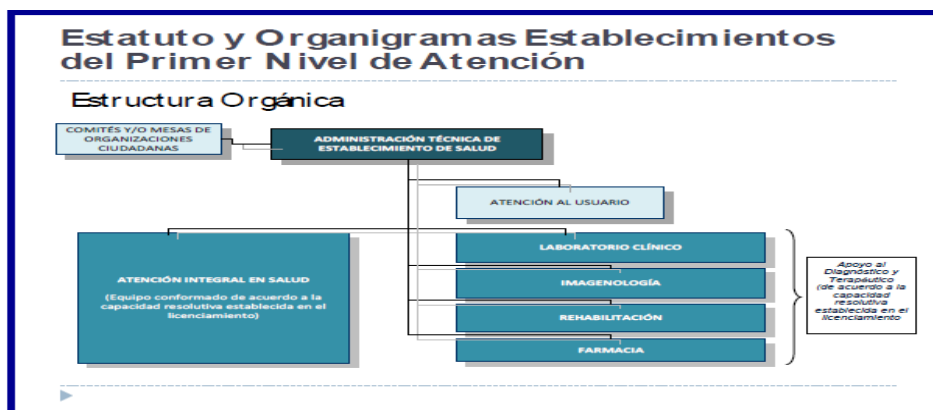 Estatuto y Organigramas Establecimientos
del Primer Nivel de Atención
Estructura Orgánica
COMITÉS Y/O MESAS DE
ORGANIZACIONES
CIUDADANAS
ADMINISTRACIÓN TÉCNICA DE
ESTABLECIMIENTO DE SALUD
ATENCIÓN AL USUARIO
ATENCIÓN INTEGRAL EN SALUD
(Equipo conformado de acuerdo a la
capacidad resolutiva establecida en el
licenciamiento)
LABORATORIO CLÍNICO
IMAGENOLOGÍA
REHABILITACIÓN
FARMACIA
Apoyo al
Diagnóstico y
Terapéutico
(de acuerdo a la
capacidad
resolutiva
establecida en el
licenciamiento